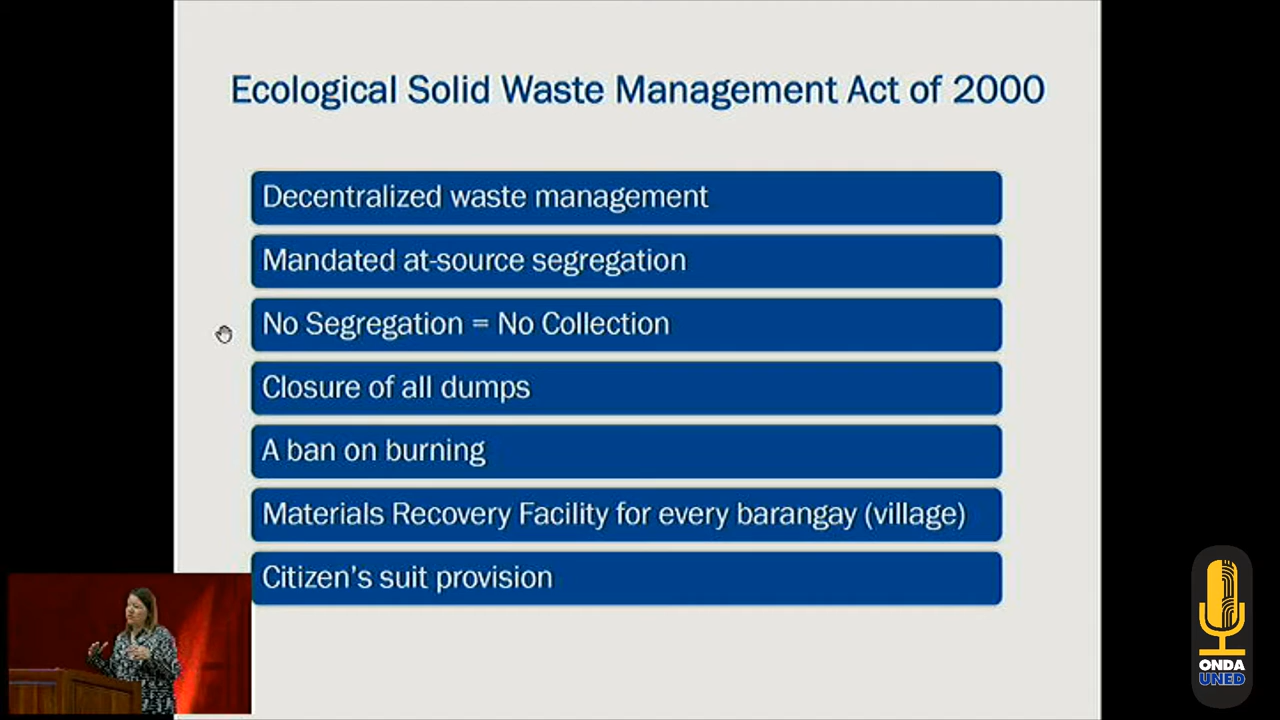 Ecological Solid Waste Management Act of 2000
Decentralized waste management
Mandated at-source segregation
No Segregation = No Collection
Closure of all dumps
A ban on burning
Materials Recovery Facility for every barangay (village)
Citizen's suit provision
ONDA
UNED